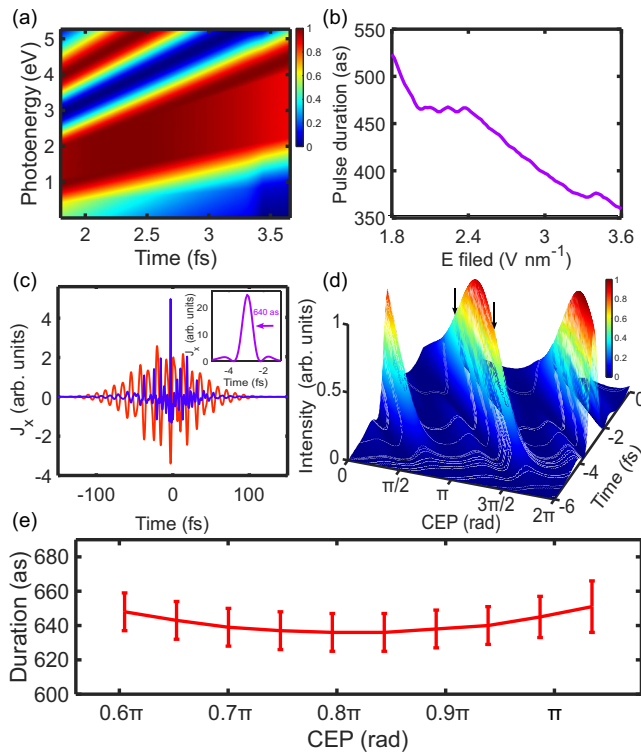 (a)
Photoenergy (eV)
5
4
3
2
1
2
2.5
3
3.5
Time (fs)
1
0.8
0.6
0.4
0.2
0
(b)
Pulse duration (as)
550
500
450
400
350
1.8
2.4
3
3.6
E filed (V nm⁻¹)
(c)
Jₓ (arb. units)
6
4
2
0
-2
-4
-100
0
100
Time (fs)
Jₓ (arb. units)
20
10
0
640 as
-4
-2
0
Time (fs)
(d)
Intensity (arb. units)
1
0.5
0
0
π/2
π
3π/2
2π
CEP (rad)
-6
-4
-2
0
Time (fs)
1
0.8
0.6
0.4
0.2
0
(e)
Duration (as)
680
660
640
620
600
0.6π
0.7π
0.8π
0.9π
π
CEP (rad)